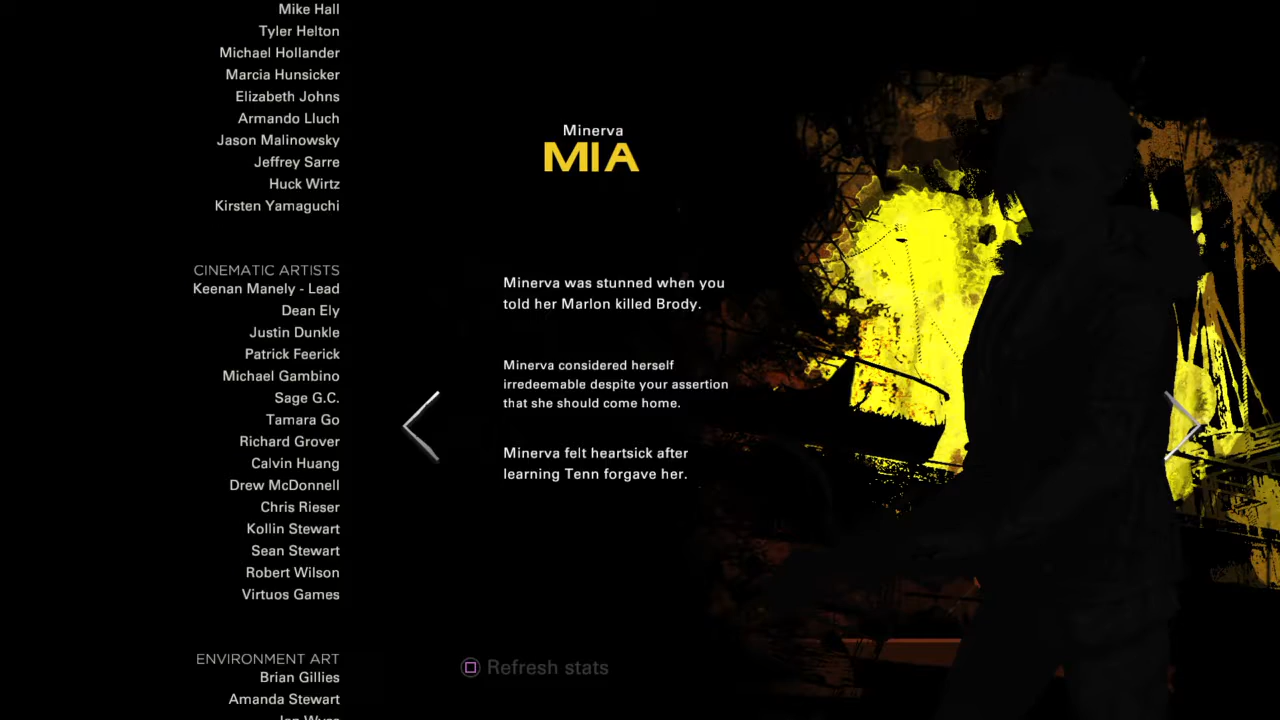 Mike Hall
Tyler Helton
Michael Hollander
Marcia Hunsicker
Elizabeth Johns
Armando Lluch
Jason Malinowsky
Jeffrey Sarre
Huck Wirtz
Kirsten Yamaguchi
CINEMATIC ARTISTS
Keenan Manely - Lead
Dean Ely
Justin Dunkle
Patrick Feerick
Michael Gambino
Sage G.C.
Tamara Go
Richard Grover
Calvin Huang
Drew McDonnell
Chris Rieser
Kollin Stewart
Sean Stewart
Robert Wilson
Virtuos Games
ENVIRONMENT ART
Brian Gillies
Amanda Stewart
Minerva
MIA
Minerva was stunned when you
told her Marlon killed Brody.
Minerva considered herself
irredeemable despite your assertion
that she should come home.
Minerva felt heartsick after
learning Tenn forgave her.
Refresh stats